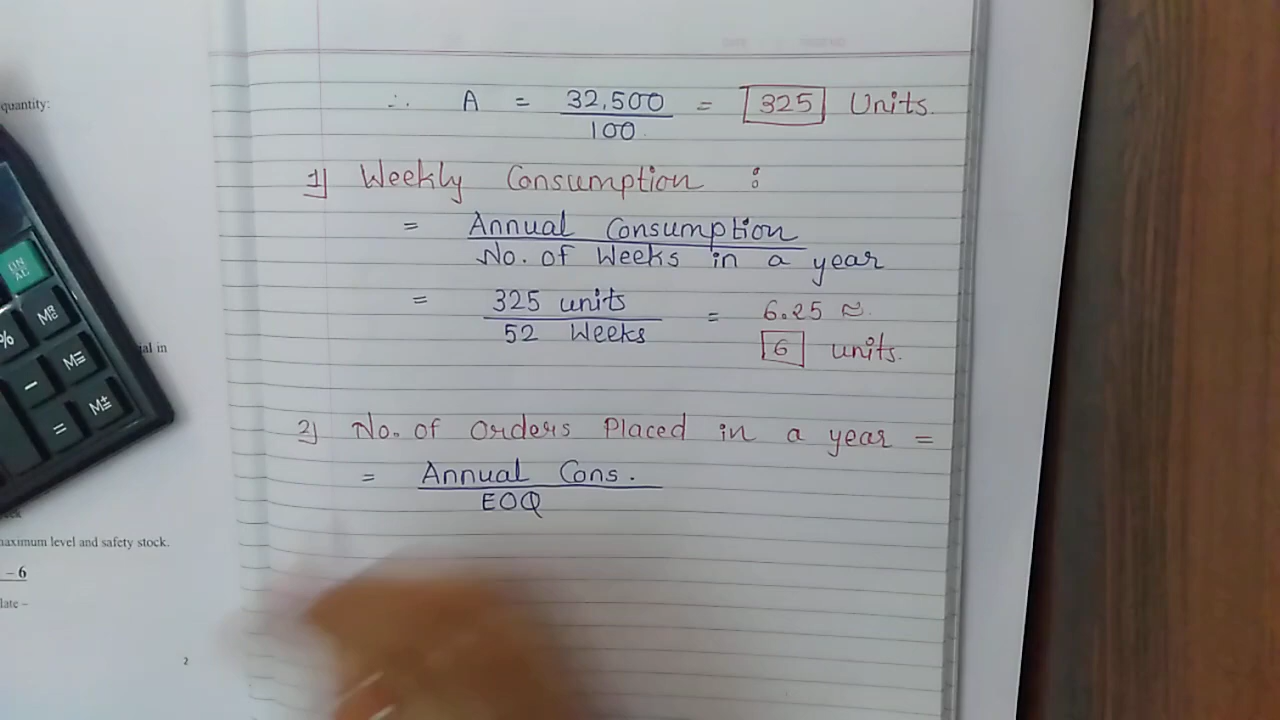 quantity:
∴ A = 32,500 / 100 = 325 Units.
1) Weekly Consumption :
= Annual Consumption / No. of Weeks in a year
= 325 units / 52 Weeks = 6.25 ≈
6 units.
2) No. of Orders Placed in a year =
= Annual Cons. / EOQ
%
MR
M=
-
M±
=
ial in
maximum level and safety stock.
– 6
late –
2